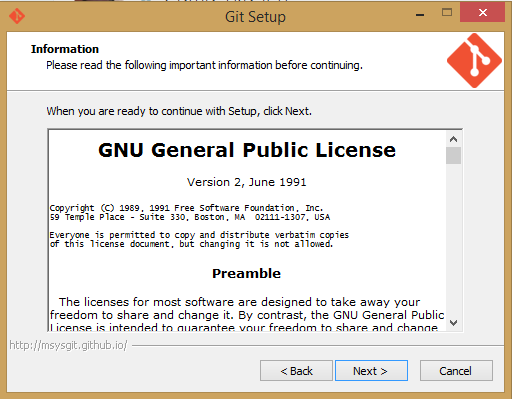 Git Setup
Information
Please read the following important information before continuing.
When you are ready to continue with Setup, click Next.
GNU General Public License
Version 2, June 1991
Copyright (C) 1989, 1991 Free Software Foundation, Inc.
59 Temple Place - Suite 330, Boston, MA  02111-1307, USA
Everyone is permitted to copy and distribute verbatim copies
of this license document, but changing it is not allowed.
Preamble
The licenses for most software are designed to take away your
freedom to share and change it. By contrast, the GNU General Public
License is intended to guarantee your freedom to share and change
http://msysgit.github.io/
< Back
Next >
Cancel